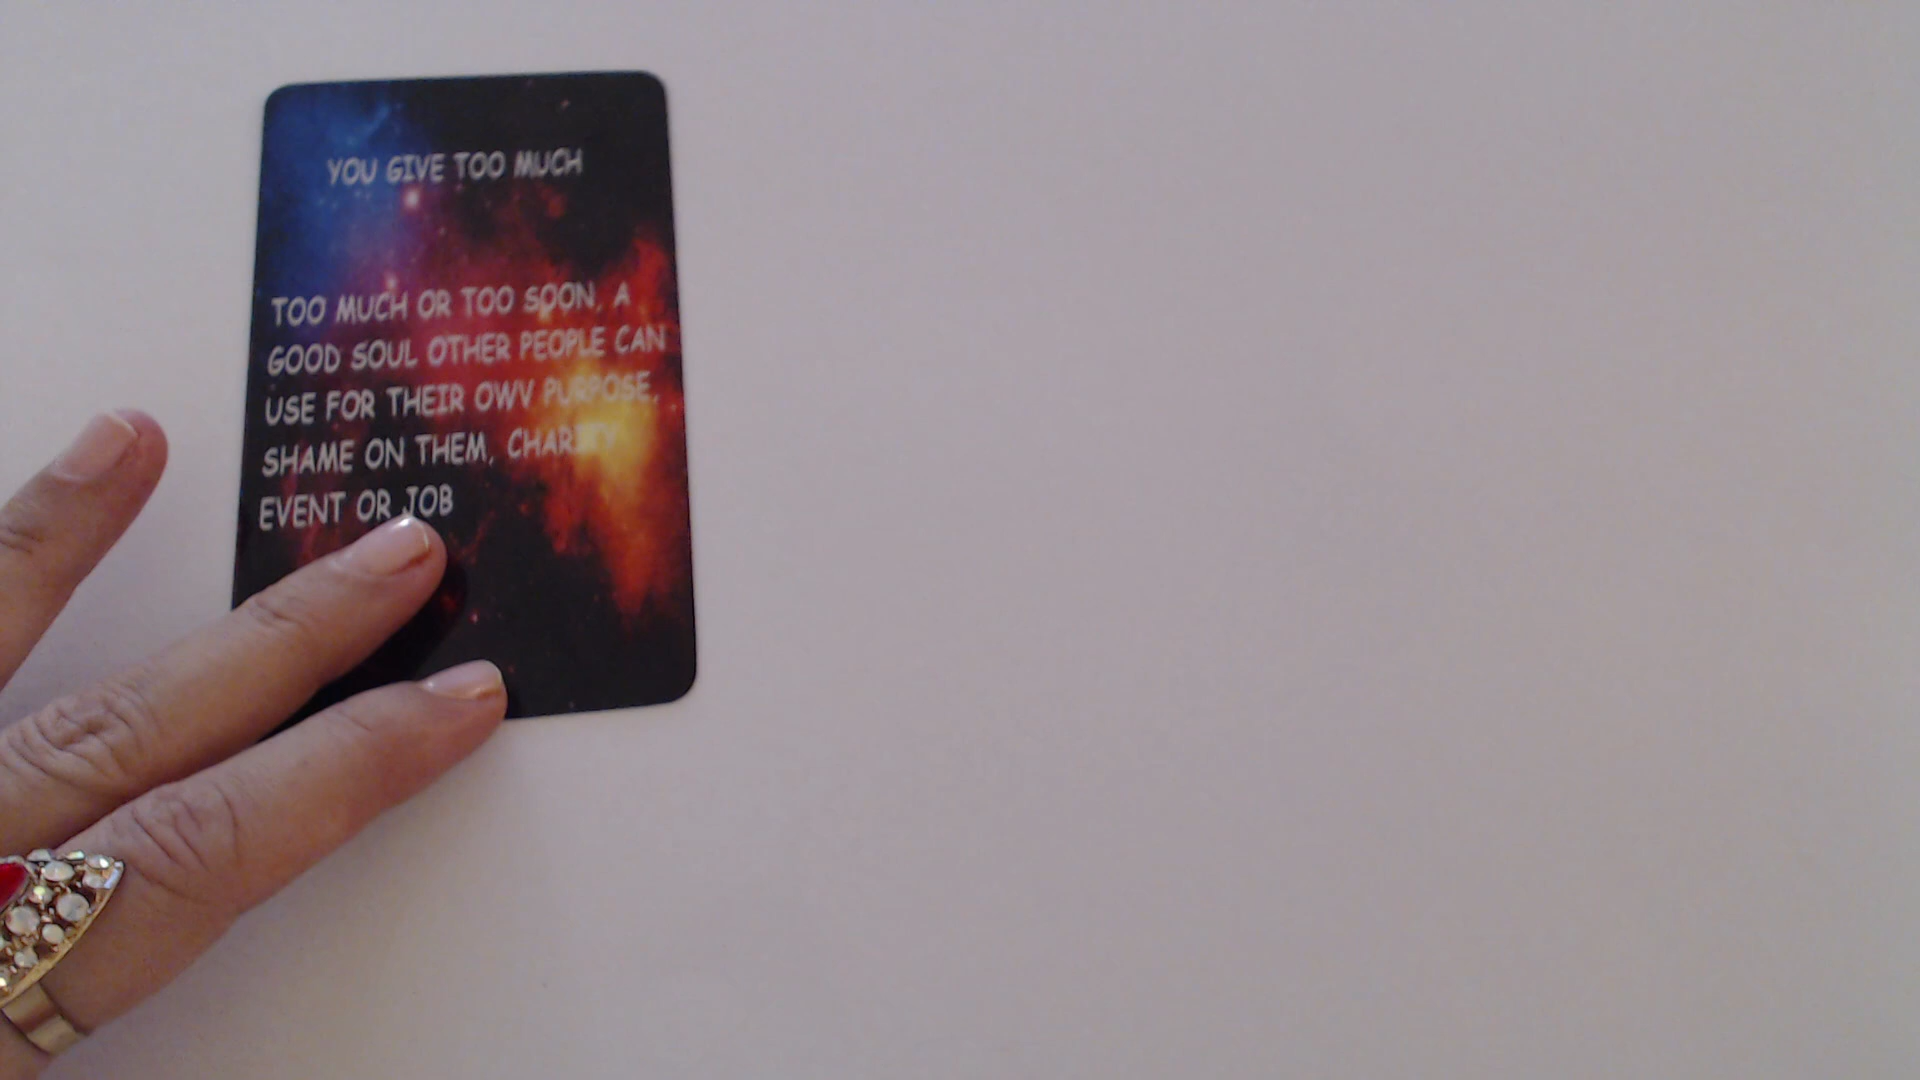 YOU GIVE TOO MUCH
TOO MUCH OR TOO SOON, A
GOOD SOUL OTHER PEOPLE CAN
USE FOR THEIR OWV PURPOSE,
SHAME ON THEM, CHARITY
EVENT OR JOB